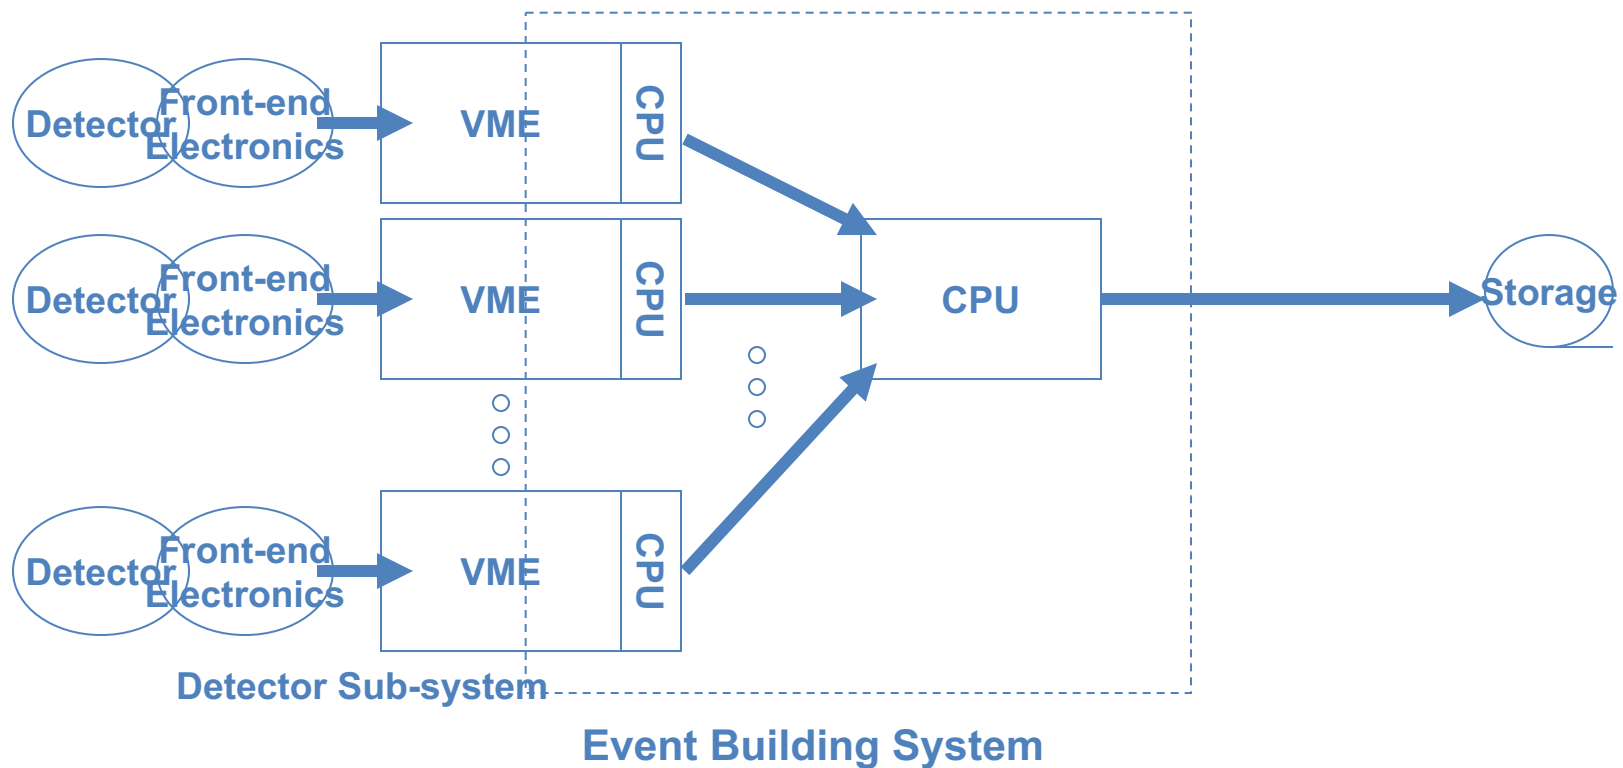 Detector
Front-end
Electronics
VME
CPU
Detector
Front-end
Electronics
VME
CPU
CPU
Storage
Detector
Front-end
Electronics
VME
CPU
Detector Sub-system
Event Building System